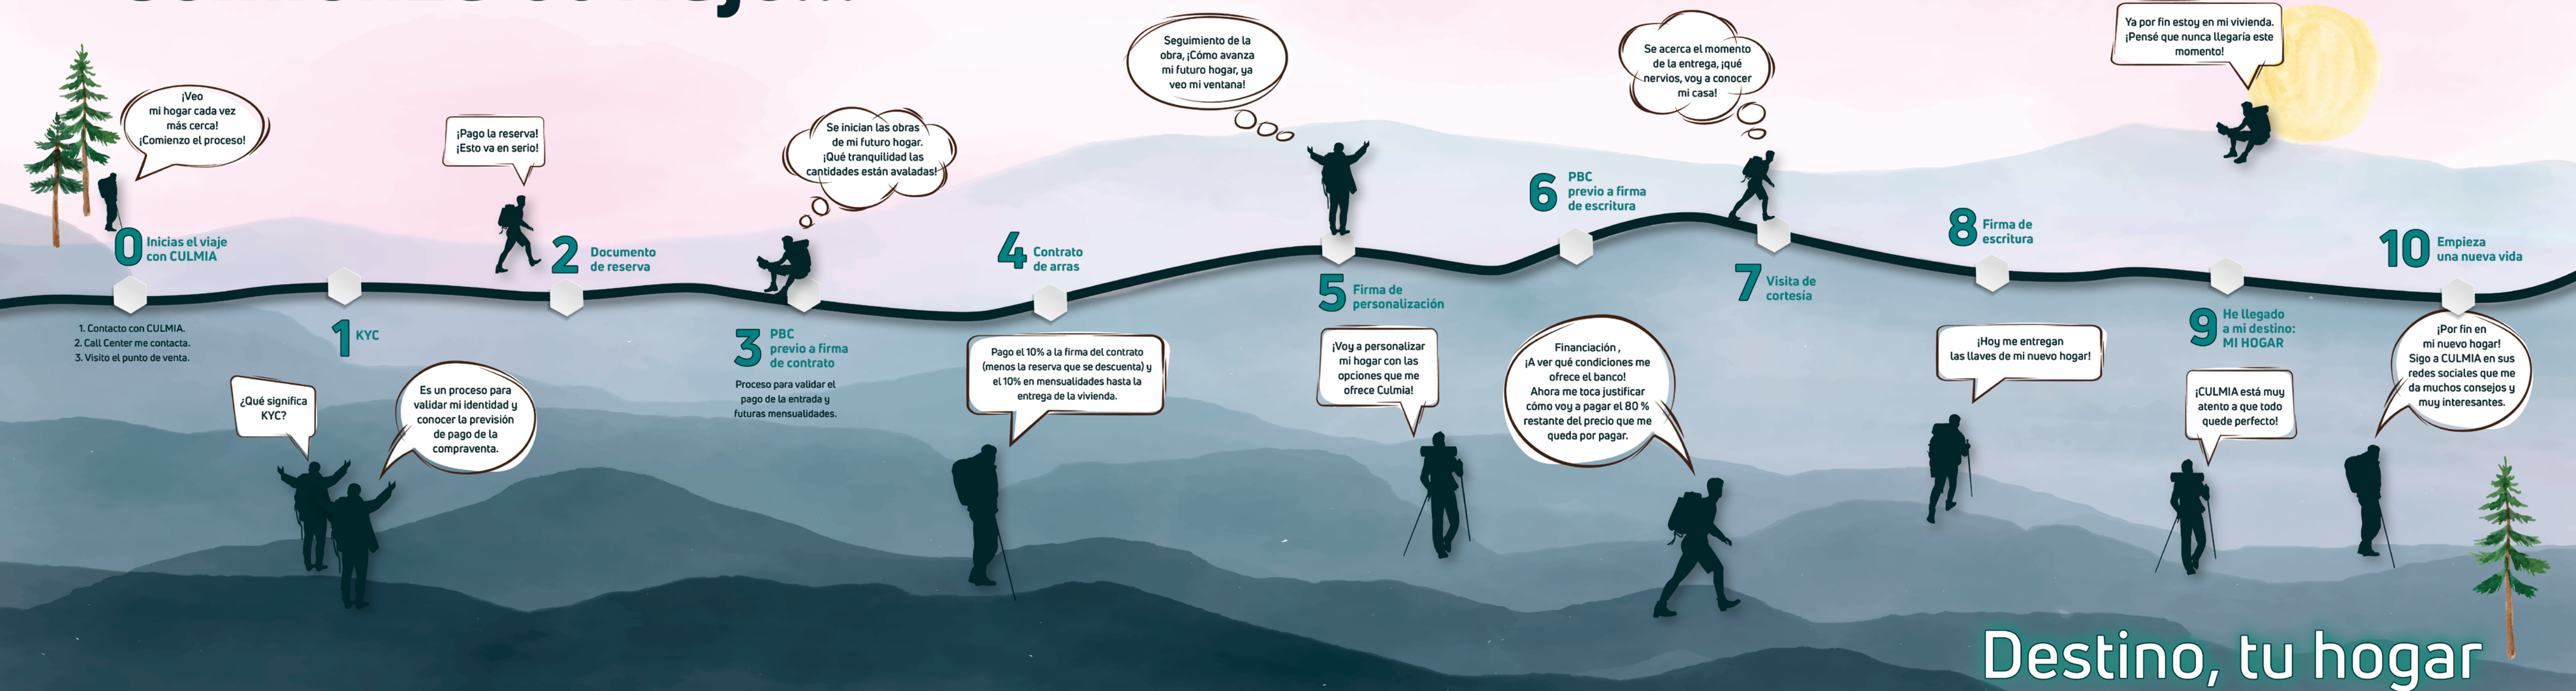 ¡Veo
mi hogar cada vez
más cerca!
¡Comienzo el proceso!
0 Inicias el viaje
con CULMIA
1. Contacto con CULMIA.
2. Call Center me contacta.
3. Visito el punto de venta.
1 KYC
¿Qué significa
KYC?
Es un proceso para
validar mi identidad y
conocer la previsión
de pago de la
compraventa.
¡Pago la reserva!
¡Esto va en serio!
2 Documento
de reserva
Se inician las obras
de mi futuro hogar.
¡Qué tranquilidad las
cantidades están avaladas!
3 PBC
previo a firma
de contrato
Proceso para validar el
pago de la entrada y
futuras mensualidades.
4 Contrato
de arras
Pago el 10% a la firma del contrato
(menos la reserva que se descuenta) y
el 10% en mensualidades hasta la
entrega de la vivienda.
Seguimiento de la
obra, ¡Cómo avanza
mi futuro hogar, ya
veo mi ventana!
5 Firma de
personalización
¡Voy a personalizar
mi hogar con las
opciones que me
ofrece Culmia!
6 PBC
previo a firma
de escritura
Financiación ,
¡A ver qué condiciones me
ofrece el banco!
Ahora me toca justificar
cómo voy a pagar el 80 %
restante del precio que me
queda por pagar.
Se acerca el momento
de la entrega, ¡qué
nervios, voy a conocer
mi casa!
7 Visita de
cortesía
8 Firma de
escritura
¡Hoy me entregan
las llaves de mi nuevo hogar!
Ya por fin estoy en mi vivienda.
¡Pensé que nunca llegaría este
momento!
9 He llegado
a mi destino:
MI HOGAR
¡CULMIA está muy
atento a que todo
quede perfecto!
10 Empieza
una nueva vida
¡Por fin en
mi nuevo hogar!
Sigo a CULMIA en sus
redes sociales que me
da muchos consejos y
muy interesantes.
Destino, tu hogar